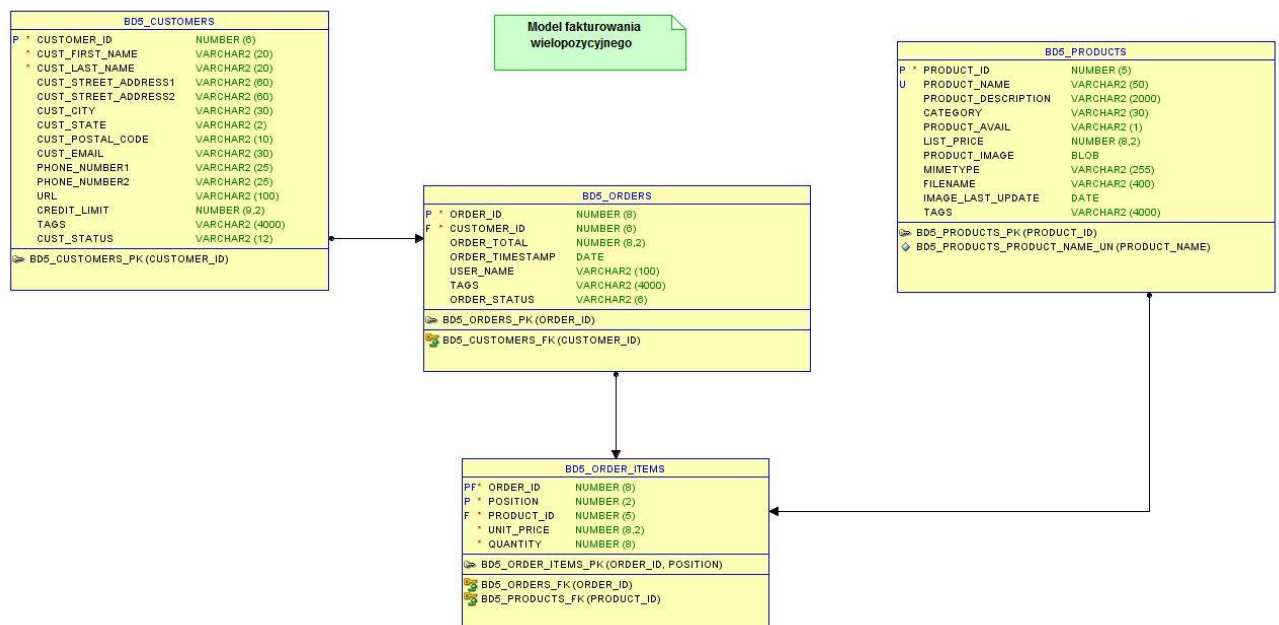 BD5_CUSTOMERS
P * CUSTOMER_ID NUMBER (6)
* CUST_FIRST_NAME VARCHAR2 (20)
* CUST_LAST_NAME VARCHAR2 (20)
CUST_STREET_ADDRESS1 VARCHAR2 (60)
CUST_STREET_ADDRESS2 VARCHAR2 (60)
CUST_CITY VARCHAR2 (30)
CUST_STATE VARCHAR2 (2)
CUST_POSTAL_CODE VARCHAR2 (10)
CUST_EMAIL VARCHAR2 (30)
PHONE_NUMBER1 VARCHAR2 (25)
PHONE_NUMBER2 VARCHAR2 (25)
URL VARCHAR2 (100)
CREDIT_LIMIT NUMBER (9,2)
TAGS VARCHAR2 (4000)
CUST_STATUS VARCHAR2 (12)
BD5_CUSTOMERS_PK (CUSTOMER_ID)
Model fakturowania
wielopozycyjnego
BD5_PRODUCTS
P * PRODUCT_ID NUMBER (5)
U PRODUCT_NAME VARCHAR2 (50)
PRODUCT_DESCRIPTION VARCHAR2 (2000)
CATEGORY VARCHAR2 (30)
PRODUCT_AVAIL VARCHAR2 (1)
LIST_PRICE NUMBER (8,2)
PRODUCT_IMAGE BLOB
MIMETYPE VARCHAR2 (255)
FILENAME VARCHAR2 (400)
IMAGE_LAST_UPDATE DATE
TAGS VARCHAR2 (4000)
BD5_PRODUCTS_PK (PRODUCT_ID)
BD5_PRODUCTS_PRODUCT_NAME_UN (PRODUCT_NAME)
BD5_ORDERS
P * ORDER_ID NUMBER (8)
F * CUSTOMER_ID NUMBER (6)
ORDER_TOTAL NUMBER (8,2)
ORDER_TIMESTAMP DATE
USER_NAME VARCHAR2 (100)
TAGS VARCHAR2 (4000)
ORDER_STATUS VARCHAR2 (6)
BD5_ORDERS_PK (ORDER_ID)
BD5_CUSTOMERS_FK (CUSTOMER_ID)
BD5_ORDER_ITEMS
PF* ORDER_ID NUMBER (8)
P * POSITION NUMBER (2)
F * PRODUCT_ID NUMBER (5)
* UNIT_PRICE NUMBER (8,2)
* QUANTITY NUMBER (8)
BD5_ORDER_ITEMS_PK (ORDER_ID, POSITION)
BD5_ORDERS_FK (ORDER_ID)
BD5_PRODUCTS_FK (PRODUCT_ID)